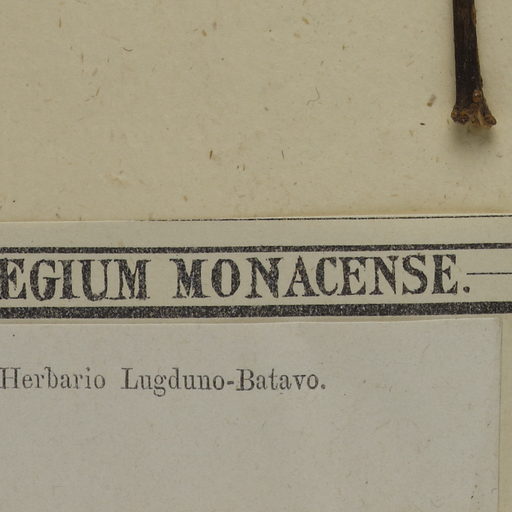 EGIUM MONACENSE.
Herbario Lugduno-Batavo.